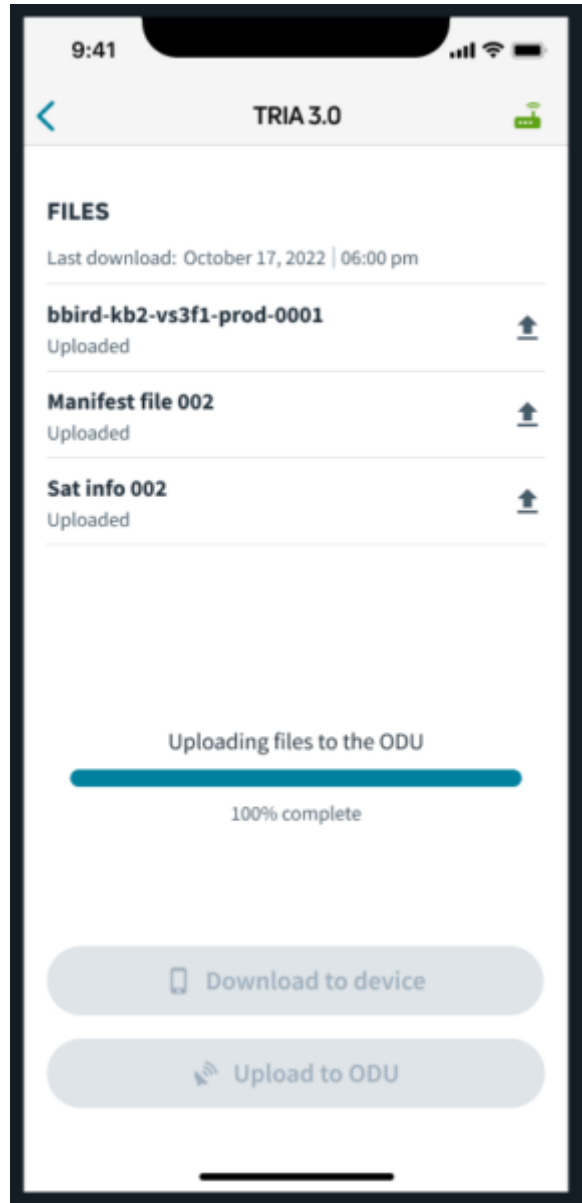 9:41
TRIA 3.0
FILES
Last download: October 17, 2022 | 06:00 pm
bbird-kb2-vs3f1-prod-0001
Uploaded
Manifest file 002
Uploaded
Sat info 002
Uploaded
Uploading files to the ODU
100% complete
Download to device
Upload to ODU